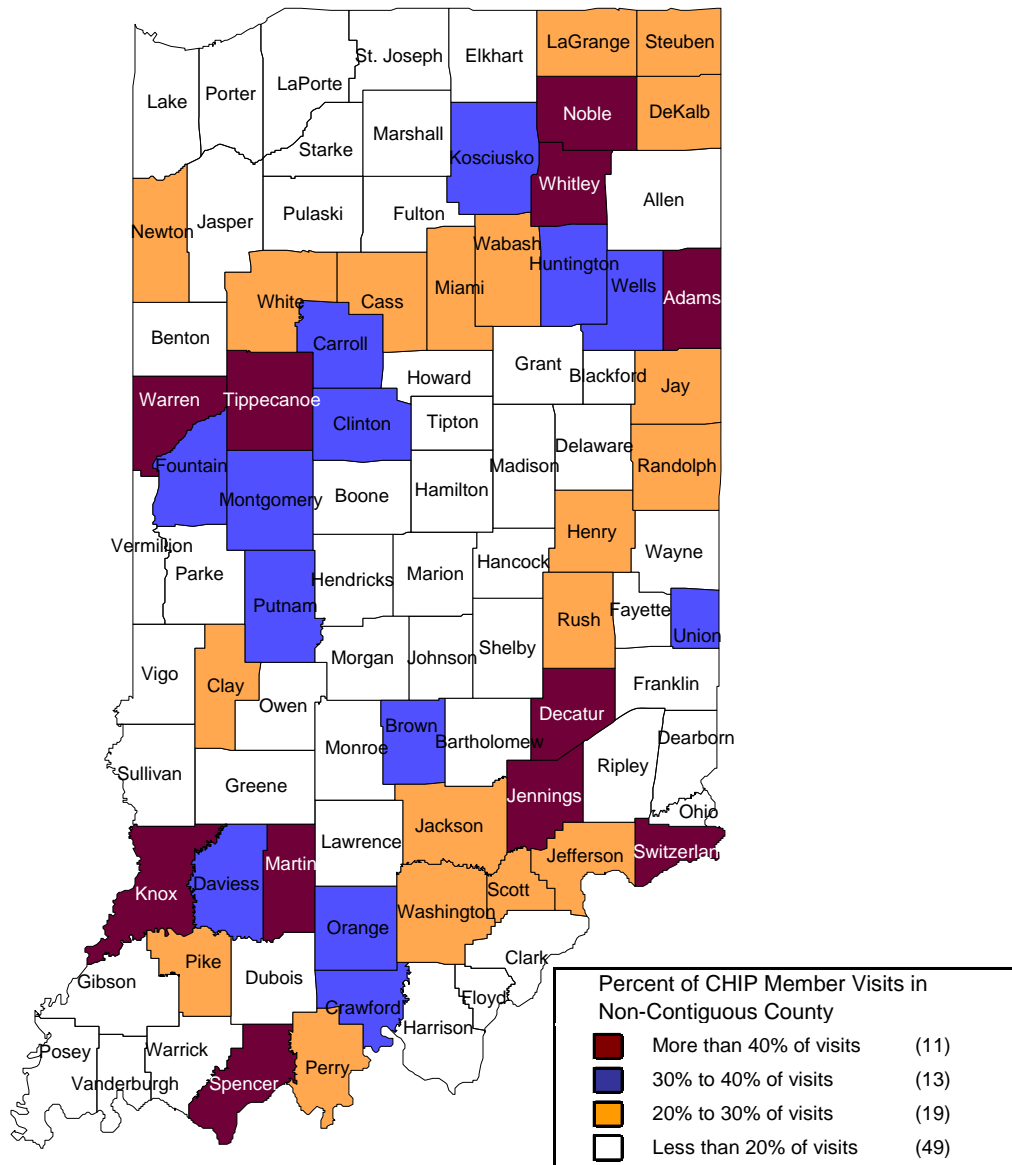 LaGrange Steuben
St. Joseph Elkhart
LaPorte
Lake Porter
Noble DeKalb
Marshall
Starke
Kosciusko
Whitley
Allen
Newton Jasper Pulaski Fulton
Wabash
Huntington
White Cass Miami Wells Adams
Benton Carroll
Grant
Howard Blackford Jay
Warren Tippecanoe
Clinton Tipton
Delaware
Fountain Madison Randolph
Montgomery Boone Hamilton
Henry
Vermilion Wayne
Parke Hendricks Marion Hancock
Putnam Rush Fayette
Union
Vigo Morgan Johnson Shelby
Clay Franklin
Owen Decatur
Brown
Monroe Bartholomew Dearborn
Sullivan Ripley
Greene Jennings
Ohio
Lawrence Jackson
Martin Jefferson Switzerlan
Knox Daviess Scott
Orange Washington
Pike Clark
Gibson Dubois
Crawford Floyd
Harrison
Posey Warrick
Vanderburgh Spencer Perry
Percent of CHIP Member Visits in
Non-Contiguous County
More than 40% of visits (11)
30% to 40% of visits (13)
20% to 30% of visits (19)
Less than 20% of visits (49)